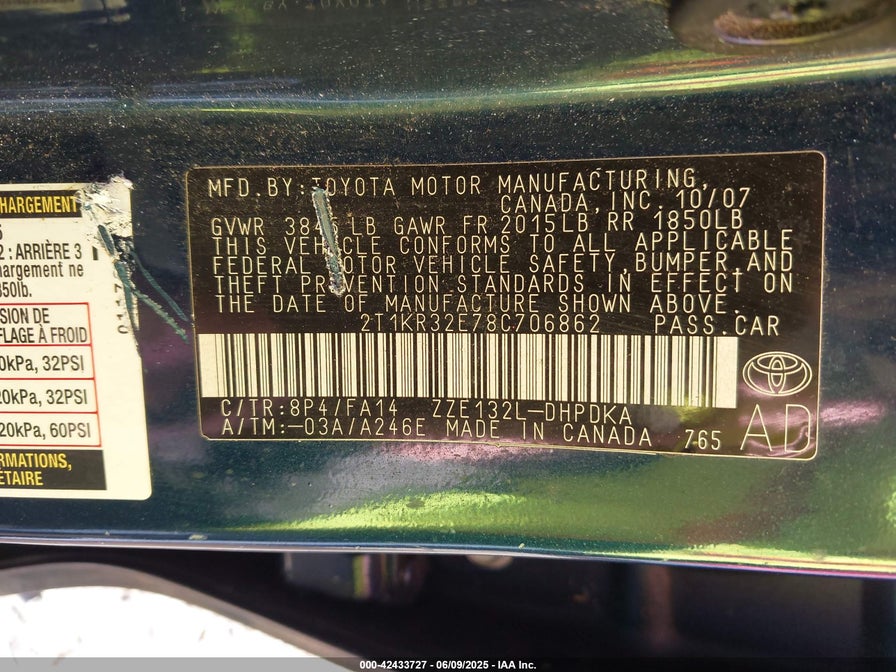 HARGEMENT
2 : ARRIÈRE 3
hargement ne
350lb.
SION DE
FLAGE À FROID
0kPa, 32PSI
20kPa, 32PSI
20kPa, 60PSI
RMATIONS,
ÉTAIRE
MFD. BY: TOYOTA MOTOR MANUFACTURING,
CANADA, INC. 10/07
GVWR LB GAWR FR 2015LB RR 1850LB
THIS VEHICLE CONFORMS TO ALL APPLICABLE
FEDERAL MOTOR VEHICLE SAFETY, BUMPER, AND
THEFT PREVENTION STANDARDS IN EFFECT ON
THE DATE OF MANUFACTURE SHOWN ABOVE.
2T1KR32E78C706862 PASS.CAR
C/TR:8P4/FA14 ZZE132L-DHPDKA
A/TM:-03A/A246E MADE IN CANADA 765
AD
000-42433727 - 06/09/2025 - IAA Inc.